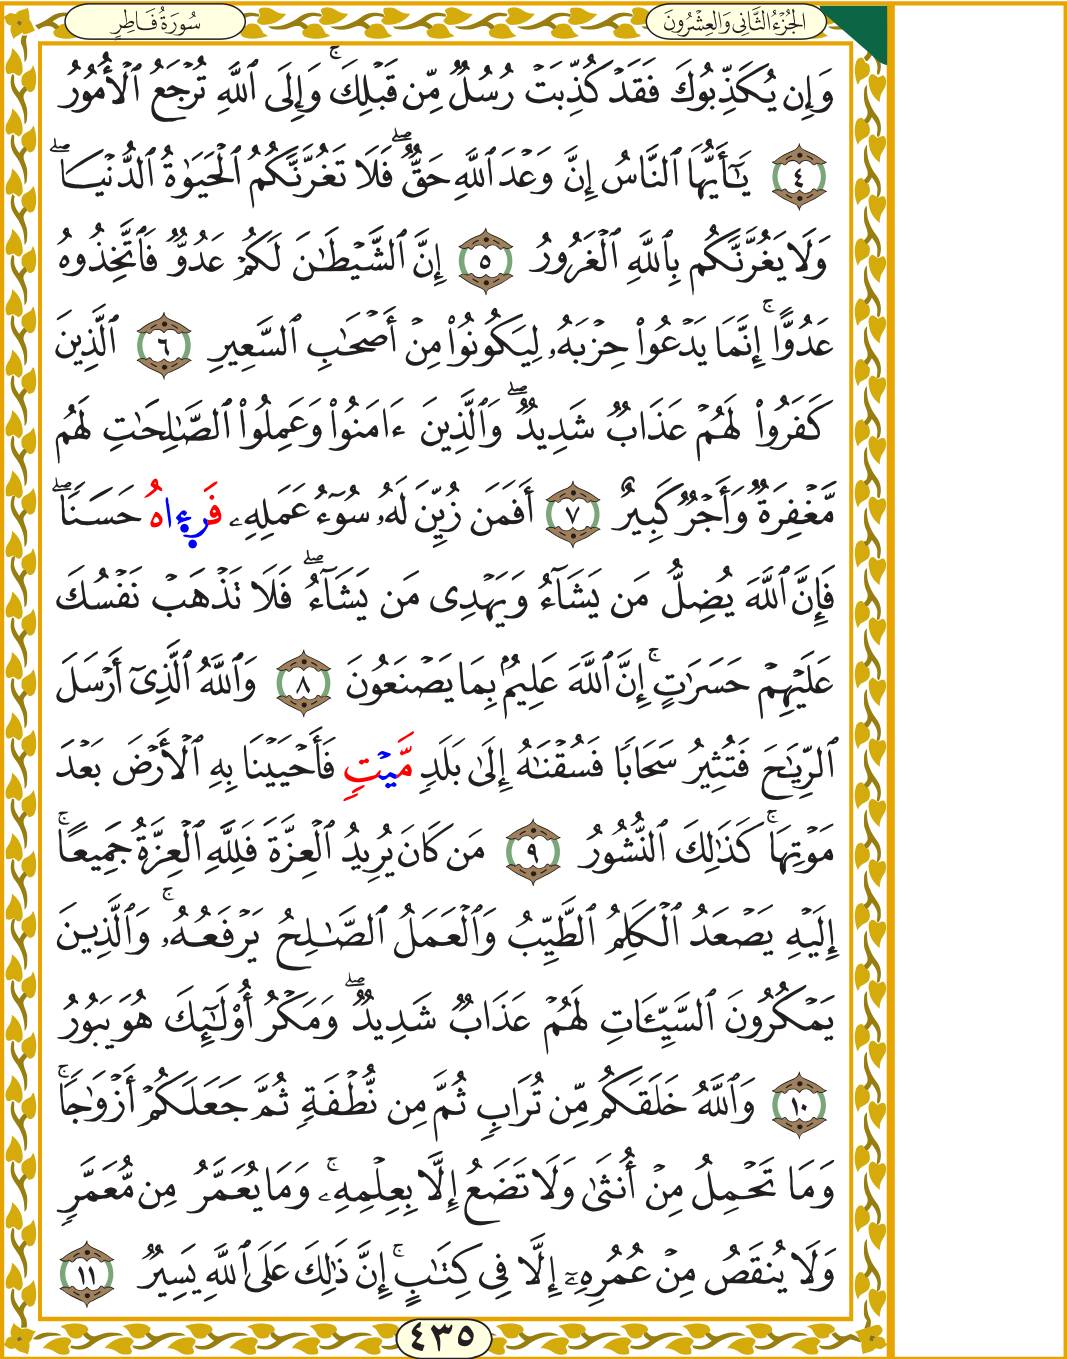 الجُزْءُ الثَّانِي وَالعِشْرُونَ
سُورَةُ فَاطِرٍ
وَإِن يُكَذِّبُوكَ فَقَدۡ كُذِّبَتۡ رُسُلٌ مِّن قَبۡلِكَۚ وَإِلَى ٱللَّهِ تُرۡجَعُ ٱلۡأُمُورُ
٤ يَٰٓأَيُّهَا ٱلنَّاسُ إِنَّ وَعۡدَ ٱللَّهِ حَقٌّۖ فَلَا تَغُرَّنَّكُمُ ٱلۡحَيَوٰةُ ٱلدُّنۡيَاۖ
وَلَا يَغُرَّنَّكُم بِٱللَّهِ ٱلۡغَرُورُ ٥ إِنَّ ٱلشَّيۡطَٰنَ لَكُمۡ عَدُوٌّ فَٱتَّخِذُوهُ
عَدُوًّاۚ إِنَّمَا يَدۡعُواْ حِزۡبَهُۥ لِيَكُونُواْ مِنۡ أَصۡحَٰبِ ٱلسَّعِيرِ ٦ ٱلَّذِينَ
كَفَرُواْ لَهُمۡ عَذَابٌ شَدِيدٌۖ وَٱلَّذِينَ ءَامَنُواْ وَعَمِلُواْ ٱلصَّٰلِحَٰتِ لَهُم
مَّغۡفِرَةٌ وَأَجۡرٌ كَبِيرٌ ٧ أَفَمَن زُيِّنَ لَهُۥ سُوٓءُ عَمَلِهِۦ فَرِءاهُ حَسَنًاۖ
فَإِنَّ ٱللَّهَ يُضِلُّ مَن يَشَآءُ وَيَهۡدِي مَن يَشَآءُۖ فَلَا تَذۡهَبۡ نَفۡسُكَ
عَلَيۡهِمۡ حَسَرَٰتٍۚ إِنَّ ٱللَّهَ عَلِيمُۢ بِمَا يَصۡنَعُونَ ٨ وَٱللَّهُ ٱلَّذِيٓ أَرۡسَلَ
ٱلرِّيَٰحَ فَتُثِيرُ سَحَابًا فَسُقۡنَٰهُ إِلَىٰ بَلَدٍ مَّيۡتٍ فَأَحۡيَيۡنَا بِهِ ٱلۡأَرۡضَ بَعۡدَ
مَوۡتِهَاۚ كَذَٰلِكَ ٱلنُّشُورُ ٩ مَن كَانَ يُرِيدُ ٱلۡعِزَّةَ فَلِلَّهِ ٱلۡعِزَّةُ جَمِيعًاۚ
إِلَيۡهِ يَصۡعَدُ ٱلۡكَلِمُ ٱلطَّيِّبُ وَٱلۡعَمَلُ ٱلصَّٰلِحُ يَرۡفَعُهُۥۚ وَٱلَّذِينَ
يَمۡكُرُونَ ٱلسَّيِّـَٔاتِ لَهُمۡ عَذَابٌ شَدِيدٌۖ وَمَكۡرُ أُوْلَٰٓئِكَ هُوَ يَبُورُ
١٠ وَٱللَّهُ خَلَقَكُم مِّن تُرَابٍ ثُمَّ مِن نُّطۡفَةٍ ثُمَّ جَعَلَكُمۡ أَزۡوَٰجًاۚ
وَمَا تَحۡمِلُ مِنۡ أُنثَىٰ وَلَا تَضَعُ إِلَّا بِعِلۡمِهِۦۚ وَمَا يُعَمَّرُ مِن مُّعَمَّرٍ
وَلَا يُنقَصُ مِنۡ عُمُرِهِۦٓ إِلَّا فِي كِتَٰبٍۚ إِنَّ ذَٰلِكَ عَلَى ٱللَّهِ يَسِيرٌ ١١
٤٣٥